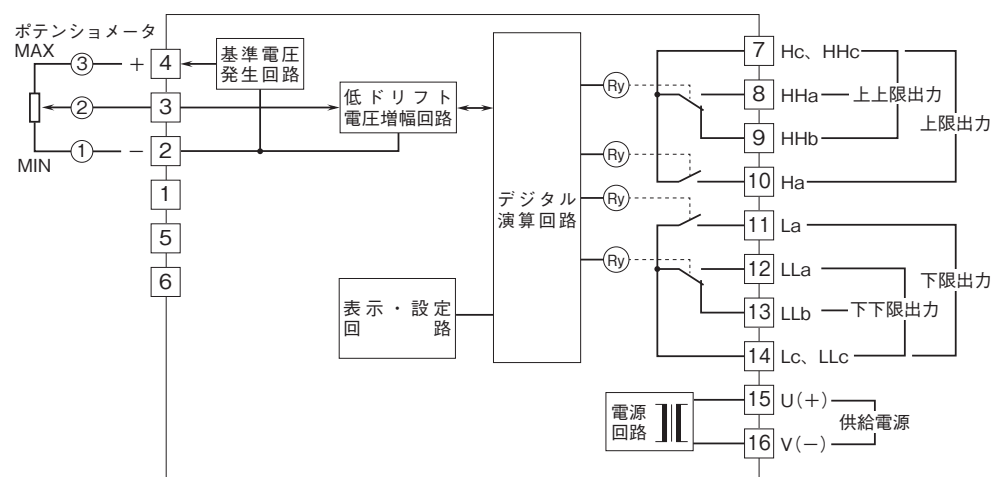 ポテンショメータ
MAX
③
+
4
②
3
①
−
2
MIN
1
5
6
基準電圧
発生回路
低ドリフト
電圧増幅回路
デジタル
演算回路
表示・設定
回路
Ry
Ry
Ry
Ry
7 Hc、HHc
8 HHa
上上限出力
9 HHb
上限出力
10 Ha
11 La
12 LLa
下限出力
13 LLb
下下限出力
14 Lc、LLc
電源
回路
15 U(+)
供給電源
16 V(−)